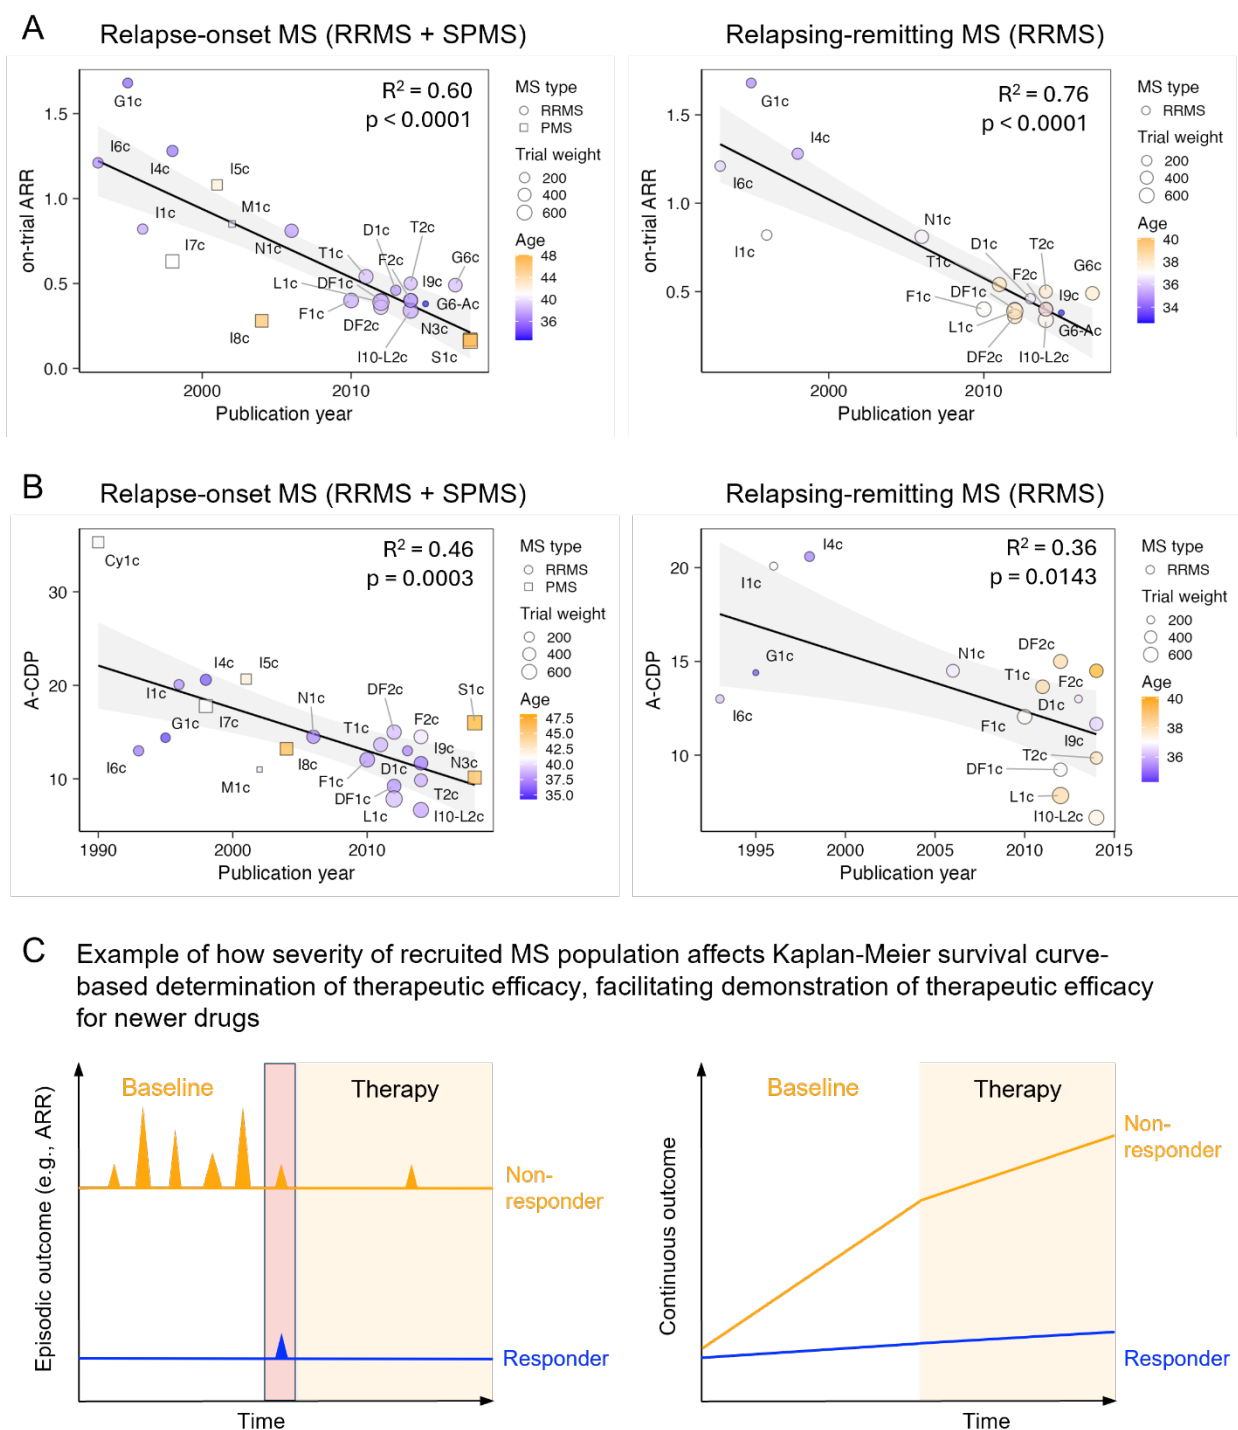 A
Relapse-onset MS (RRMS + SPMS)
on-trial ARR
1.5
1.0
0.5
0.0
R² = 0.60
p < 0.0001
G1c
I6c
I4c
I5c
I1c
M1c
I7c
N1c
T1c
D1c
T2c
F2c
G6c
L1c
DF1c
I9c
F1c
G6-Ac
I8c
DF2c
N3c
I10-L2c
S1c
2000
2010
Publication year
MS type
RRMS
PMS
Trial weight
200
400
600
Age
48
44
40
36
Relapsing-remitting MS (RRMS)
on-trial ARR
1.5
1.0
0.5
R² = 0.76
p < 0.0001
G1c
I4c
I6c
I1c
N1c
D1c
T2c
T1c
F2c
G6c
F1c
DF1c
I9c
L1c
G6-Ac
DF2c
I10-L2c
2000
2010
Publication year
MS type
RRMS
Trial weight
200
400
600
Age
40
38
36
34
B
Relapse-onset MS (RRMS + SPMS)
A-CDP
30
20
10
R² = 0.46
p = 0.0003
Cy1c
I4c
I5c
I1c
N1c
DF2c
S1c
G1c
I7c
T1c
F2c
I6c
I8c
I9c
N3c
M1c
F1c
D1c
DF1c
T2c
L1c
I10-L2c
1990
2000
2010
Publication year
MS type
RRMS
PMS
Trial weight
200
400
600
Age
47.5
45.0
42.5
40.0
37.5
35.0
Relapsing-remitting MS (RRMS)
A-CDP
20
15
10
R² = 0.36
p = 0.0143
I4c
I1c
G1c
N1c
DF2c
T1c
F2c
I6c
F1c
D1c
I9c
T2c
DF1c
L1c
I10-L2c
1995
2000
2005
2010
2015
Publication year
MS type
RRMS
Trial weight
200
400
600
Age
40
38
36
C
Example of how severity of recruited MS population affects Kaplan-Meier survival curve-
based determination of therapeutic efficacy, facilitating demonstration of therapeutic efficacy
for newer drugs
Episodic outcome (e.g., ARR)
Baseline
Therapy
Non-
responder
Responder
Time
Continuous outcome
Baseline
Therapy
Non-
responder
Responder
Time